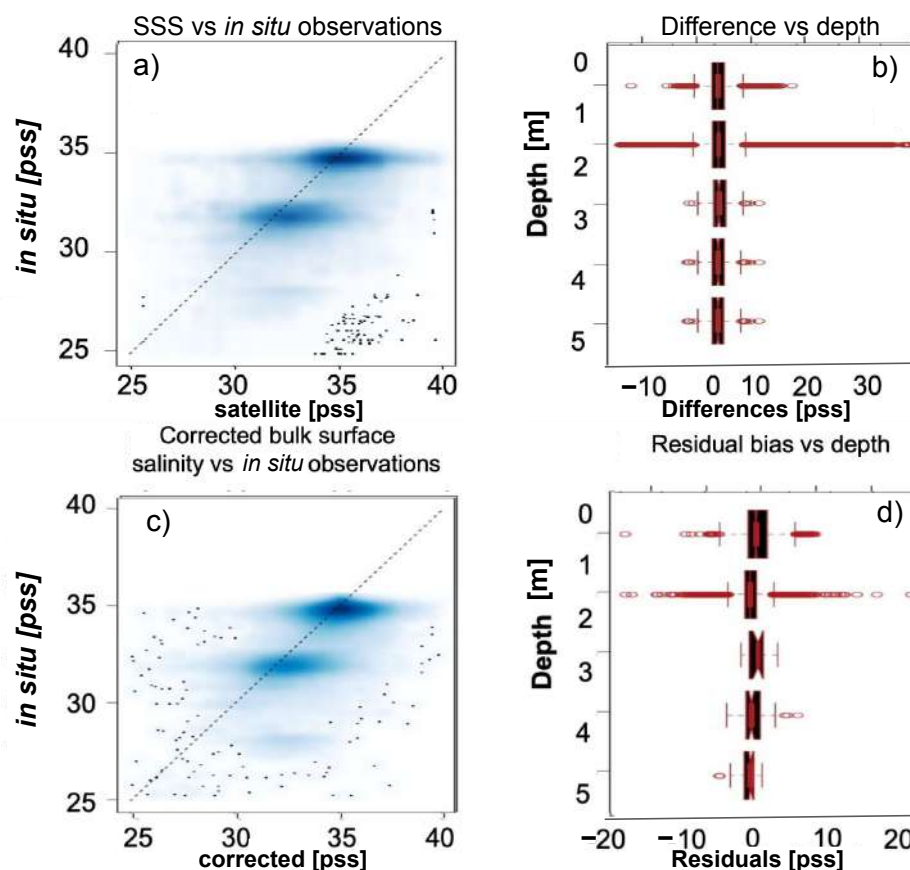 SSS vs in situ observations
a)
in situ [pss]
40
35
30
25
25 30 35 40
satellite [pss]
Difference vs depth
b)
Depth [m]
0
1
2
3
4
5
−10 0 10 20 30
Differences [pss]
Corrected bulk surface
salinity vs in situ observations
c)
in situ [pss]
40
35
30
25
25 30 35 40
corrected [pss]
Residual bias vs depth
d)
Depth [m]
0
1
2
3
4
5
−20 −10 0 10 20
Residuals [pss]